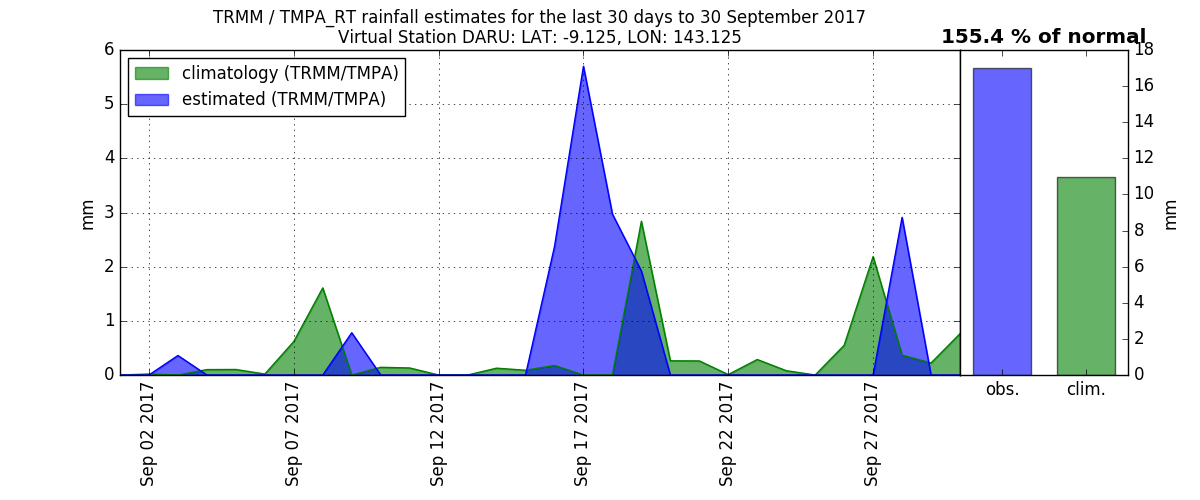 TRMM / TMPA_RT rainfall estimates for the last 30 days to 30 September 2017
Virtual Station DARU: LAT: -9.125, LON: 143.125
155.4 % of normal
climatology (TRMM/TMPA)
estimated (TRMM/TMPA)
6
5
4
3
2
1
0
mm
Sep 02 2017
Sep 07 2017
Sep 12 2017
Sep 17 2017
Sep 22 2017
Sep 27 2017
18
16
14
12
10
8
6
4
2
0
mm
obs.
clim.